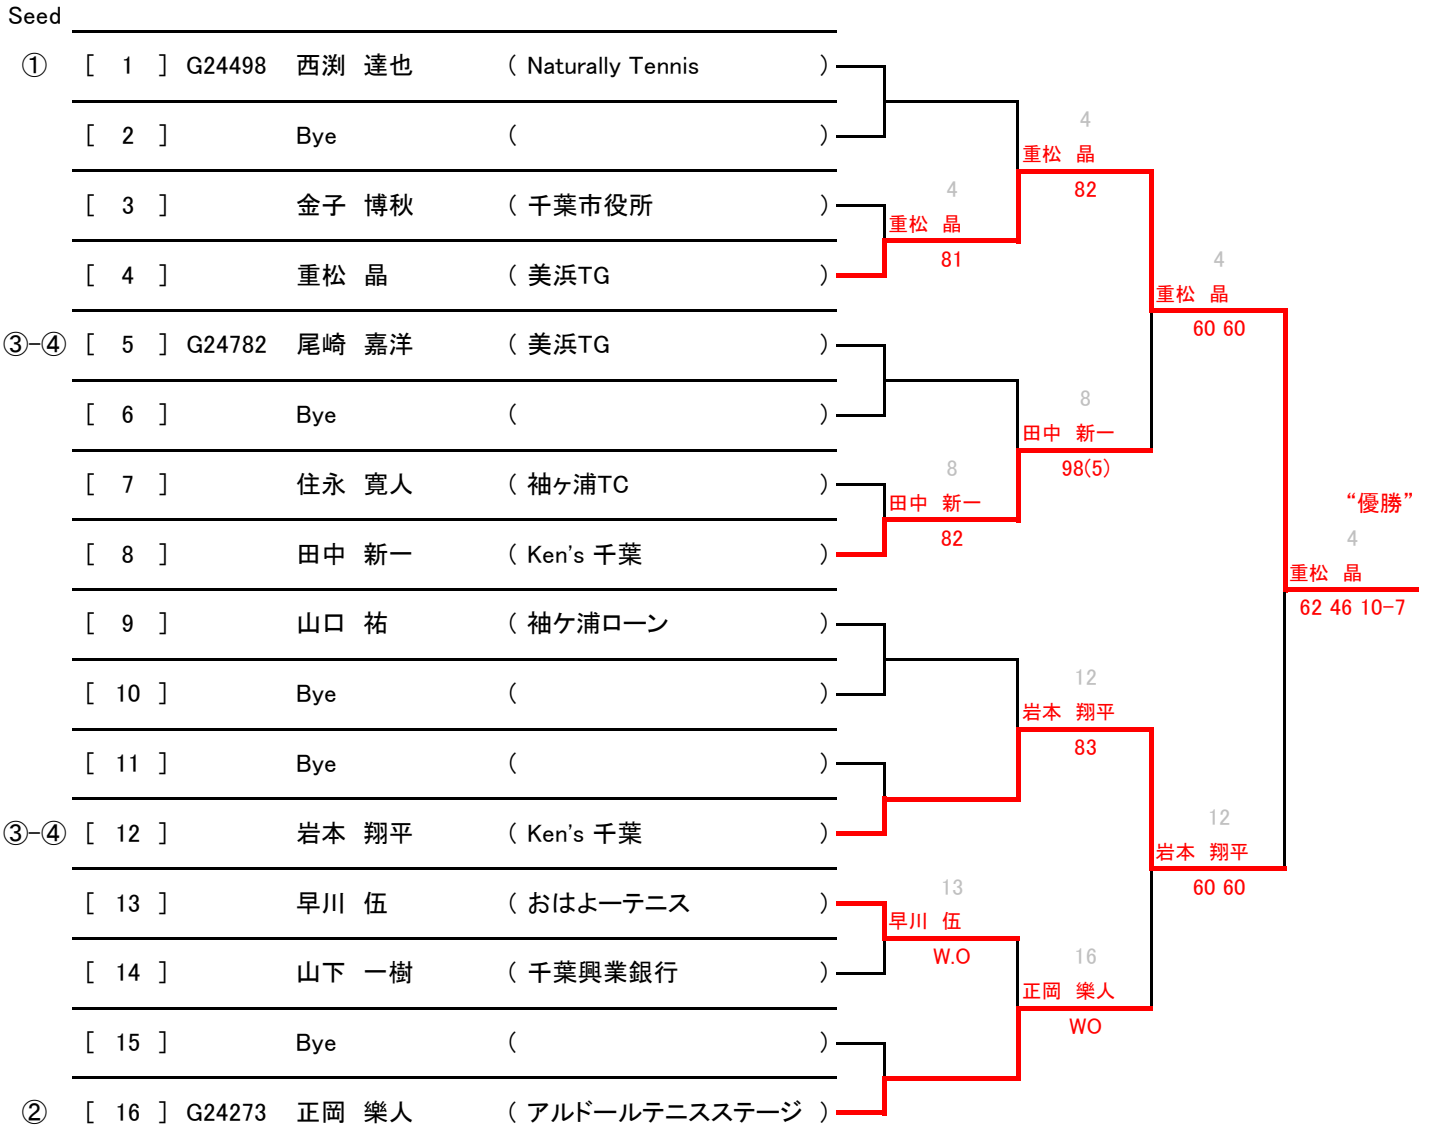 Seed
① [ 1 ] G24498 西渕 達也 ( Naturally Tennis )
[ 2 ] Bye ( )
4
重松 晶
82
[ 3 ] 金子 博秋 ( 千葉市役所 )
4
重松 晶
81
[ 4 ] 重松 晶 ( 美浜TG )
4
重松 晶
60 60
③-④ [ 5 ] G24782 尾崎 嘉洋 ( 美浜TG )
[ 6 ] Bye ( )
8
田中 新一
98(5)
[ 7 ] 住永 寛人 ( 袖ヶ浦TC )
8
田中 新一
82
[ 8 ] 田中 新一 ( Ken's 千葉 )
“優勝”
4
重松 晶
62 46 10-7
[ 9 ] 山口 祐 ( 袖ケ浦ローン )
[ 10 ] Bye ( )
12
岩本 翔平
83
[ 11 ] Bye ( )
③-④ [ 12 ] 岩本 翔平 ( Ken's 千葉 )
12
岩本 翔平
60 60
[ 13 ] 早川 伍 ( おはよーテニス )
13
早川 伍
W.O
[ 14 ] 山下 一樹 ( 千葉興業銀行 )
16
正岡 樂人
WO
[ 15 ] Bye ( )
② [ 16 ] G24273 正岡 樂人 ( アルドールテニスステージ )